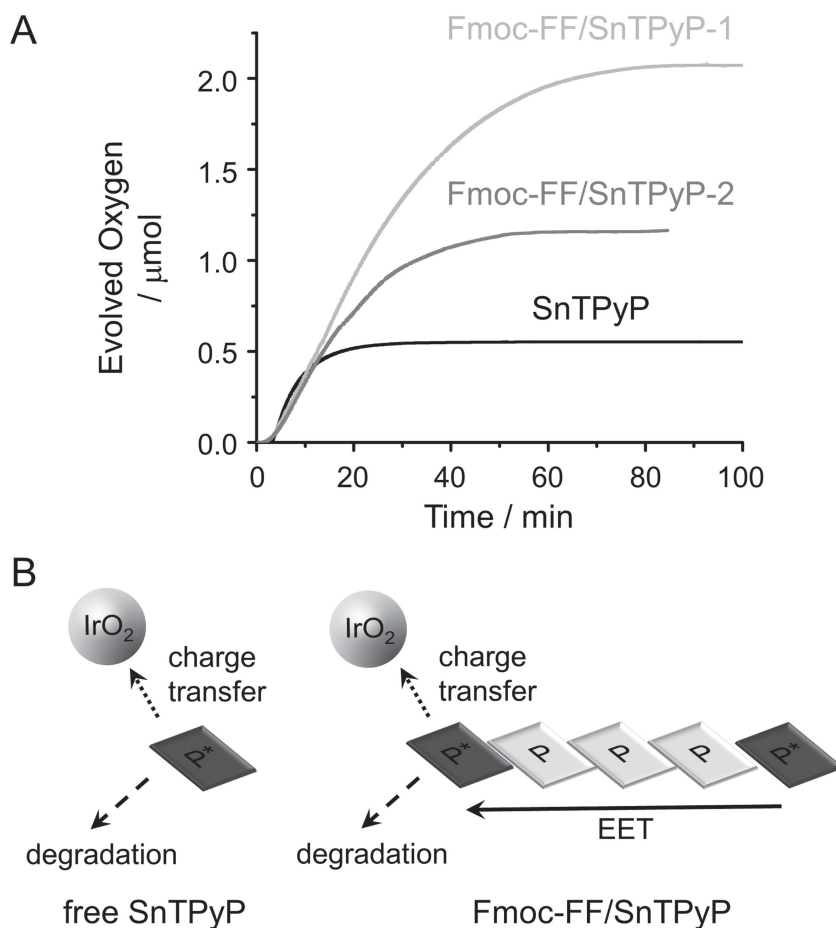 A
Fmoc-FF/SnTPyP-1
Fmoc-FF/SnTPyP-2
SnTPyP
Evolved Oxygen
/ μmol
2.0
1.5
1.0
0.5
0.0
0 20 40 60 80 100
Time / min
B
IrO₂
charge
transfer
P*
degradation
free SnTPyP
IrO₂
charge
transfer
P* P P P P*
EET
degradation
Fmoc-FF/SnTPyP